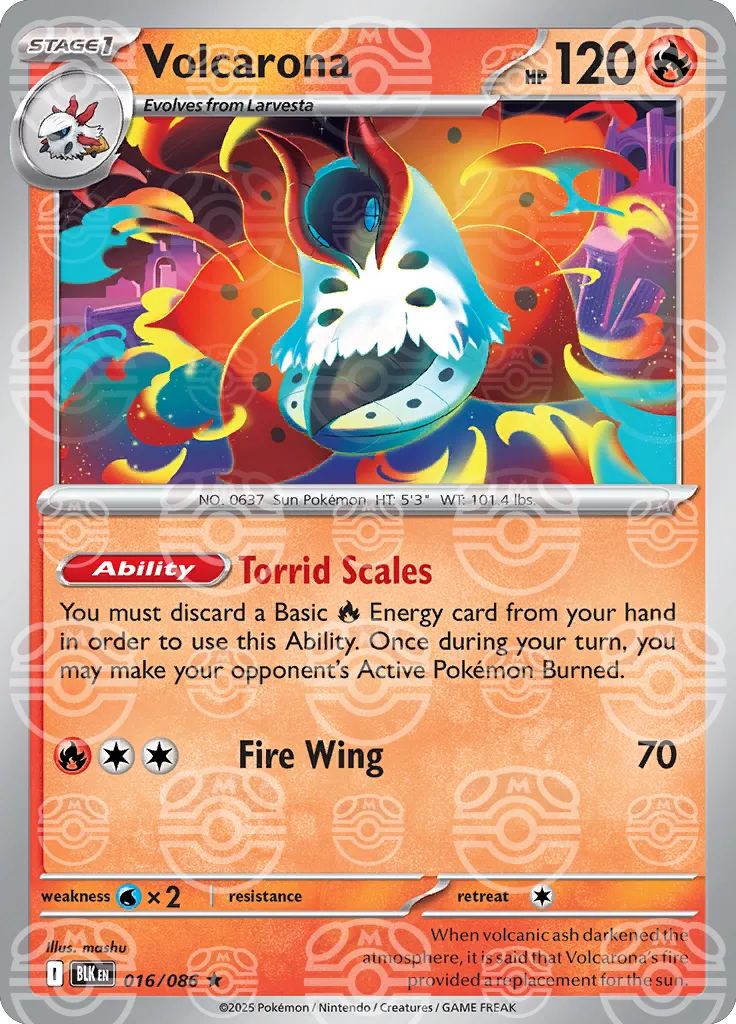 STAGE1
Volcarona
HP 120
Evolves from Larvesta
NO. 0637 Sun Pokémon HT: 5'3" WT: 101.4 lbs.
Ability Torrid Scales
You must discard a Basic Energy card from your hand
in order to use this Ability. Once during your turn, you
may make your opponent's Active Pokémon Burned.
Fire Wing 70
weakness ×2 resistance retreat
Illus. mashu
When volcanic ash darkened the
atmosphere, it is said that Volcarona's fire
provided a replacement for the sun.
I BLK EN 016/086 ★
©2025 Pokémon / Nintendo / Creatures / GAME FREAK